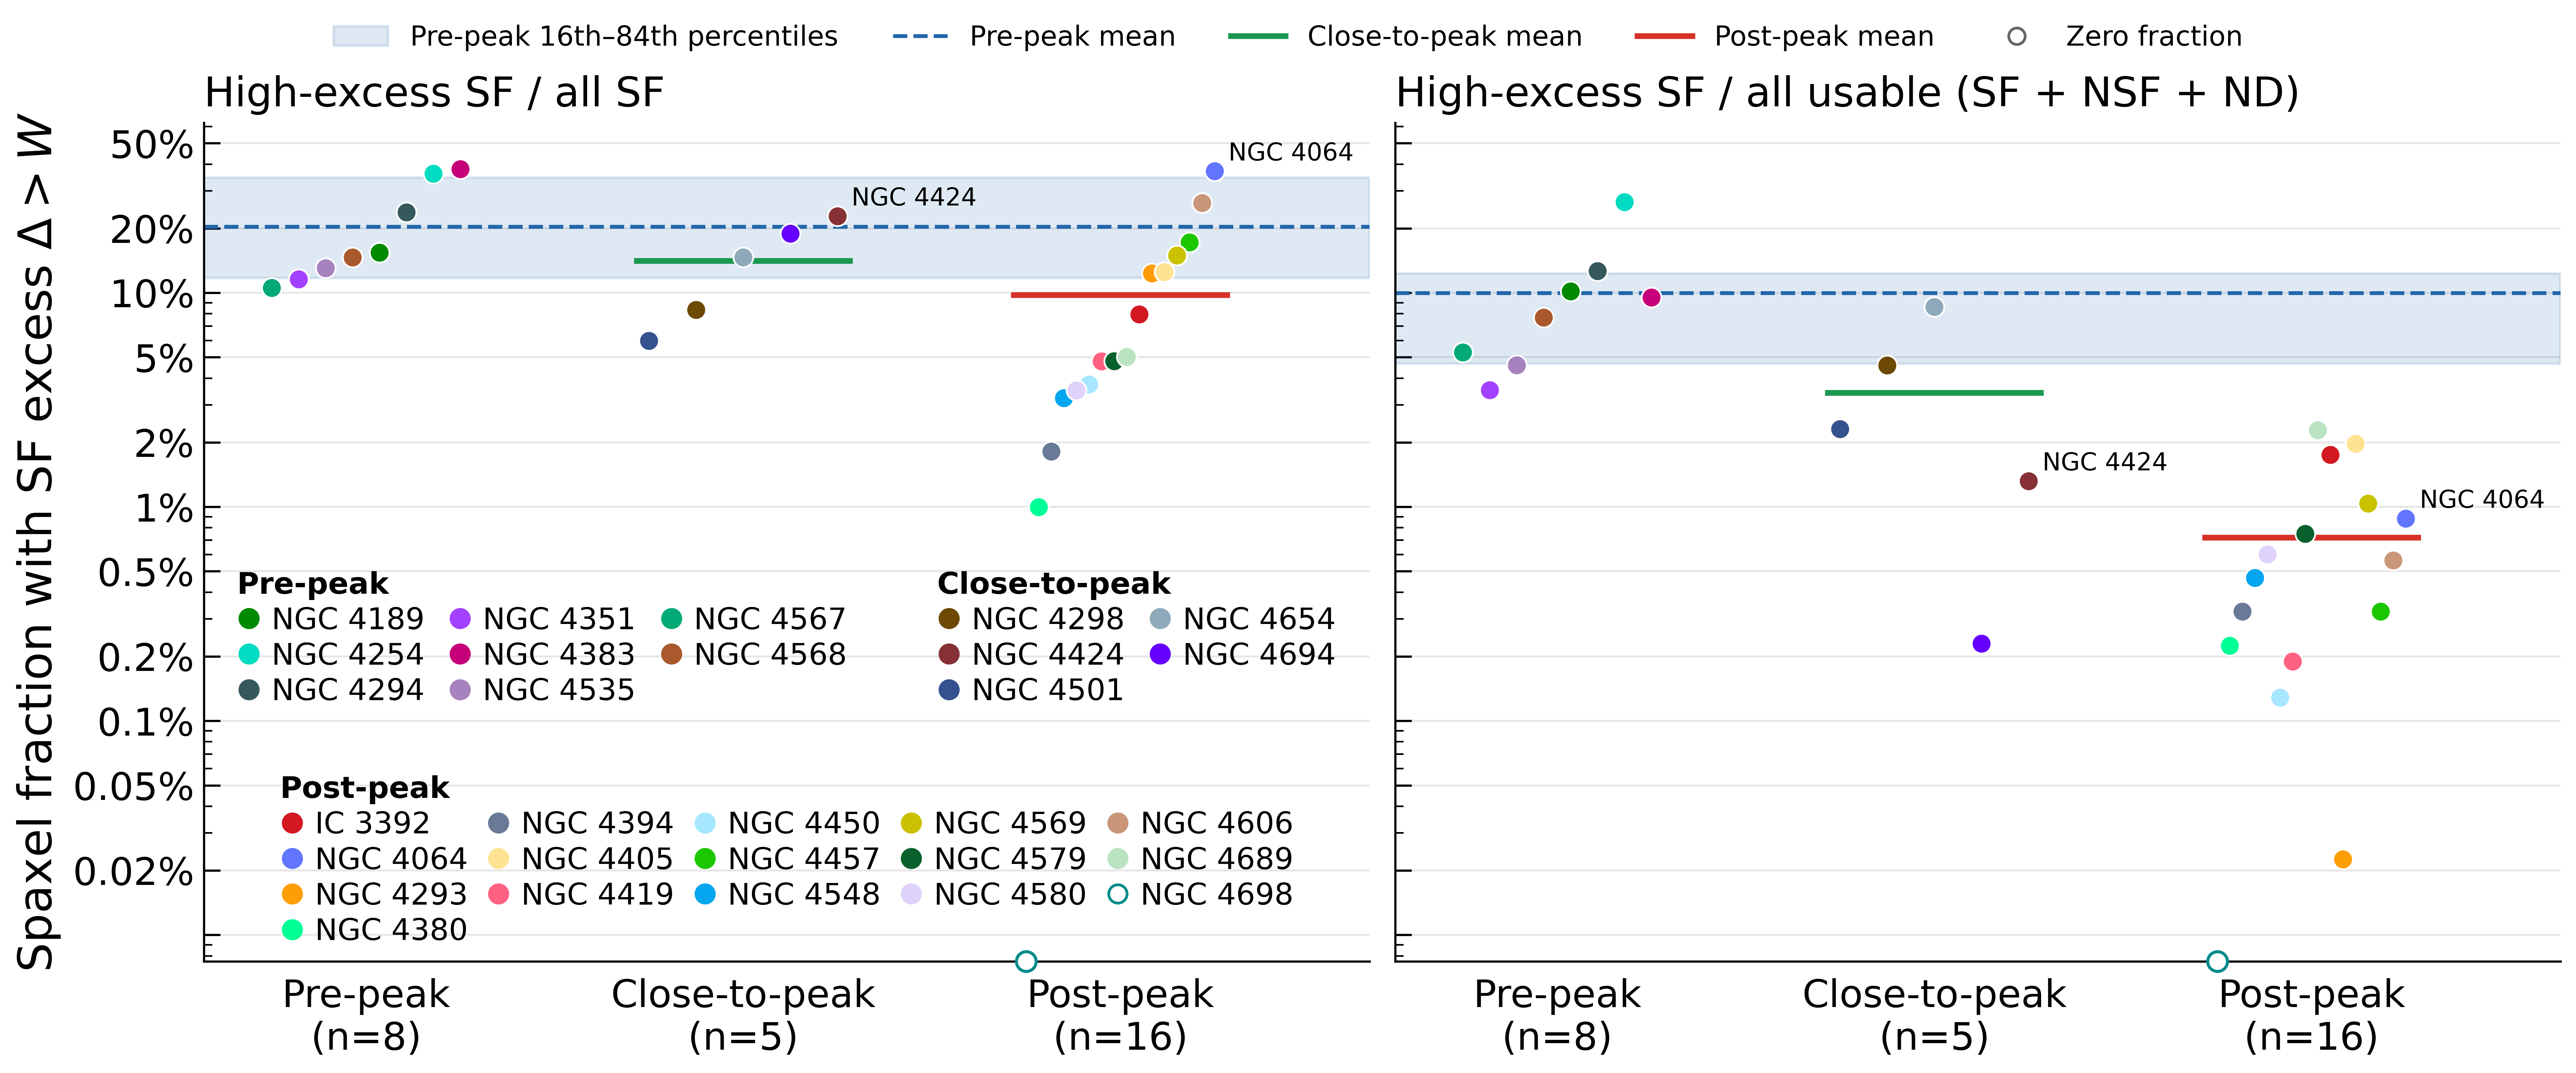 Pre-peak 16th–84th percentiles Pre-peak mean Close-to-peak mean Post-peak mean Zero fraction
High-excess SF / all SF
High-excess SF / all usable (SF + NSF + ND)
Spaxel fraction with SF excess Δ > W
50%
20%
10%
5%
2%
1%
0.5%
0.2%
0.1%
0.05%
0.02%
NGC 4424
NGC 4064
Pre-peak
NGC 4189 NGC 4351 NGC 4567
NGC 4254 NGC 4383 NGC 4568
NGC 4294 NGC 4535
Close-to-peak
NGC 4298 NGC 4654
NGC 4424 NGC 4694
NGC 4501
Post-peak
IC 3392 NGC 4394 NGC 4450 NGC 4569 NGC 4606
NGC 4064 NGC 4405 NGC 4457 NGC 4579 NGC 4689
NGC 4293 NGC 4419 NGC 4548 NGC 4580 NGC 4698
NGC 4380
Pre-peak
(n=8)
Close-to-peak
(n=5)
Post-peak
(n=16)
NGC 4424
NGC 4064
Pre-peak
(n=8)
Close-to-peak
(n=5)
Post-peak
(n=16)